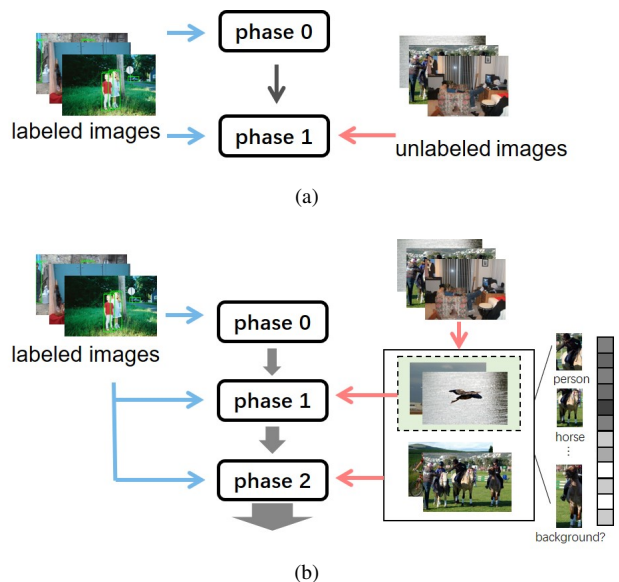 phase 0
labeled images
phase 1
unlabeled images
(a)
labeled images
phase 0
phase 1
phase 2
person
horse
⋮
background?
(b)